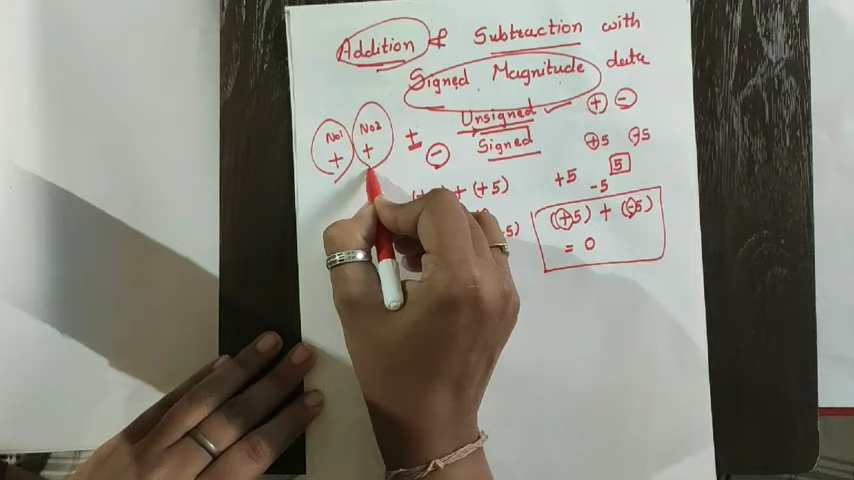 Addition & Subtraction with
Signed Magnitude data
Unsigned + -
Signed
No1 No2 ±
+ + -
+5 -5
5
+5
-5
+ (+5)
5)
(+5) + (-5)
= 0